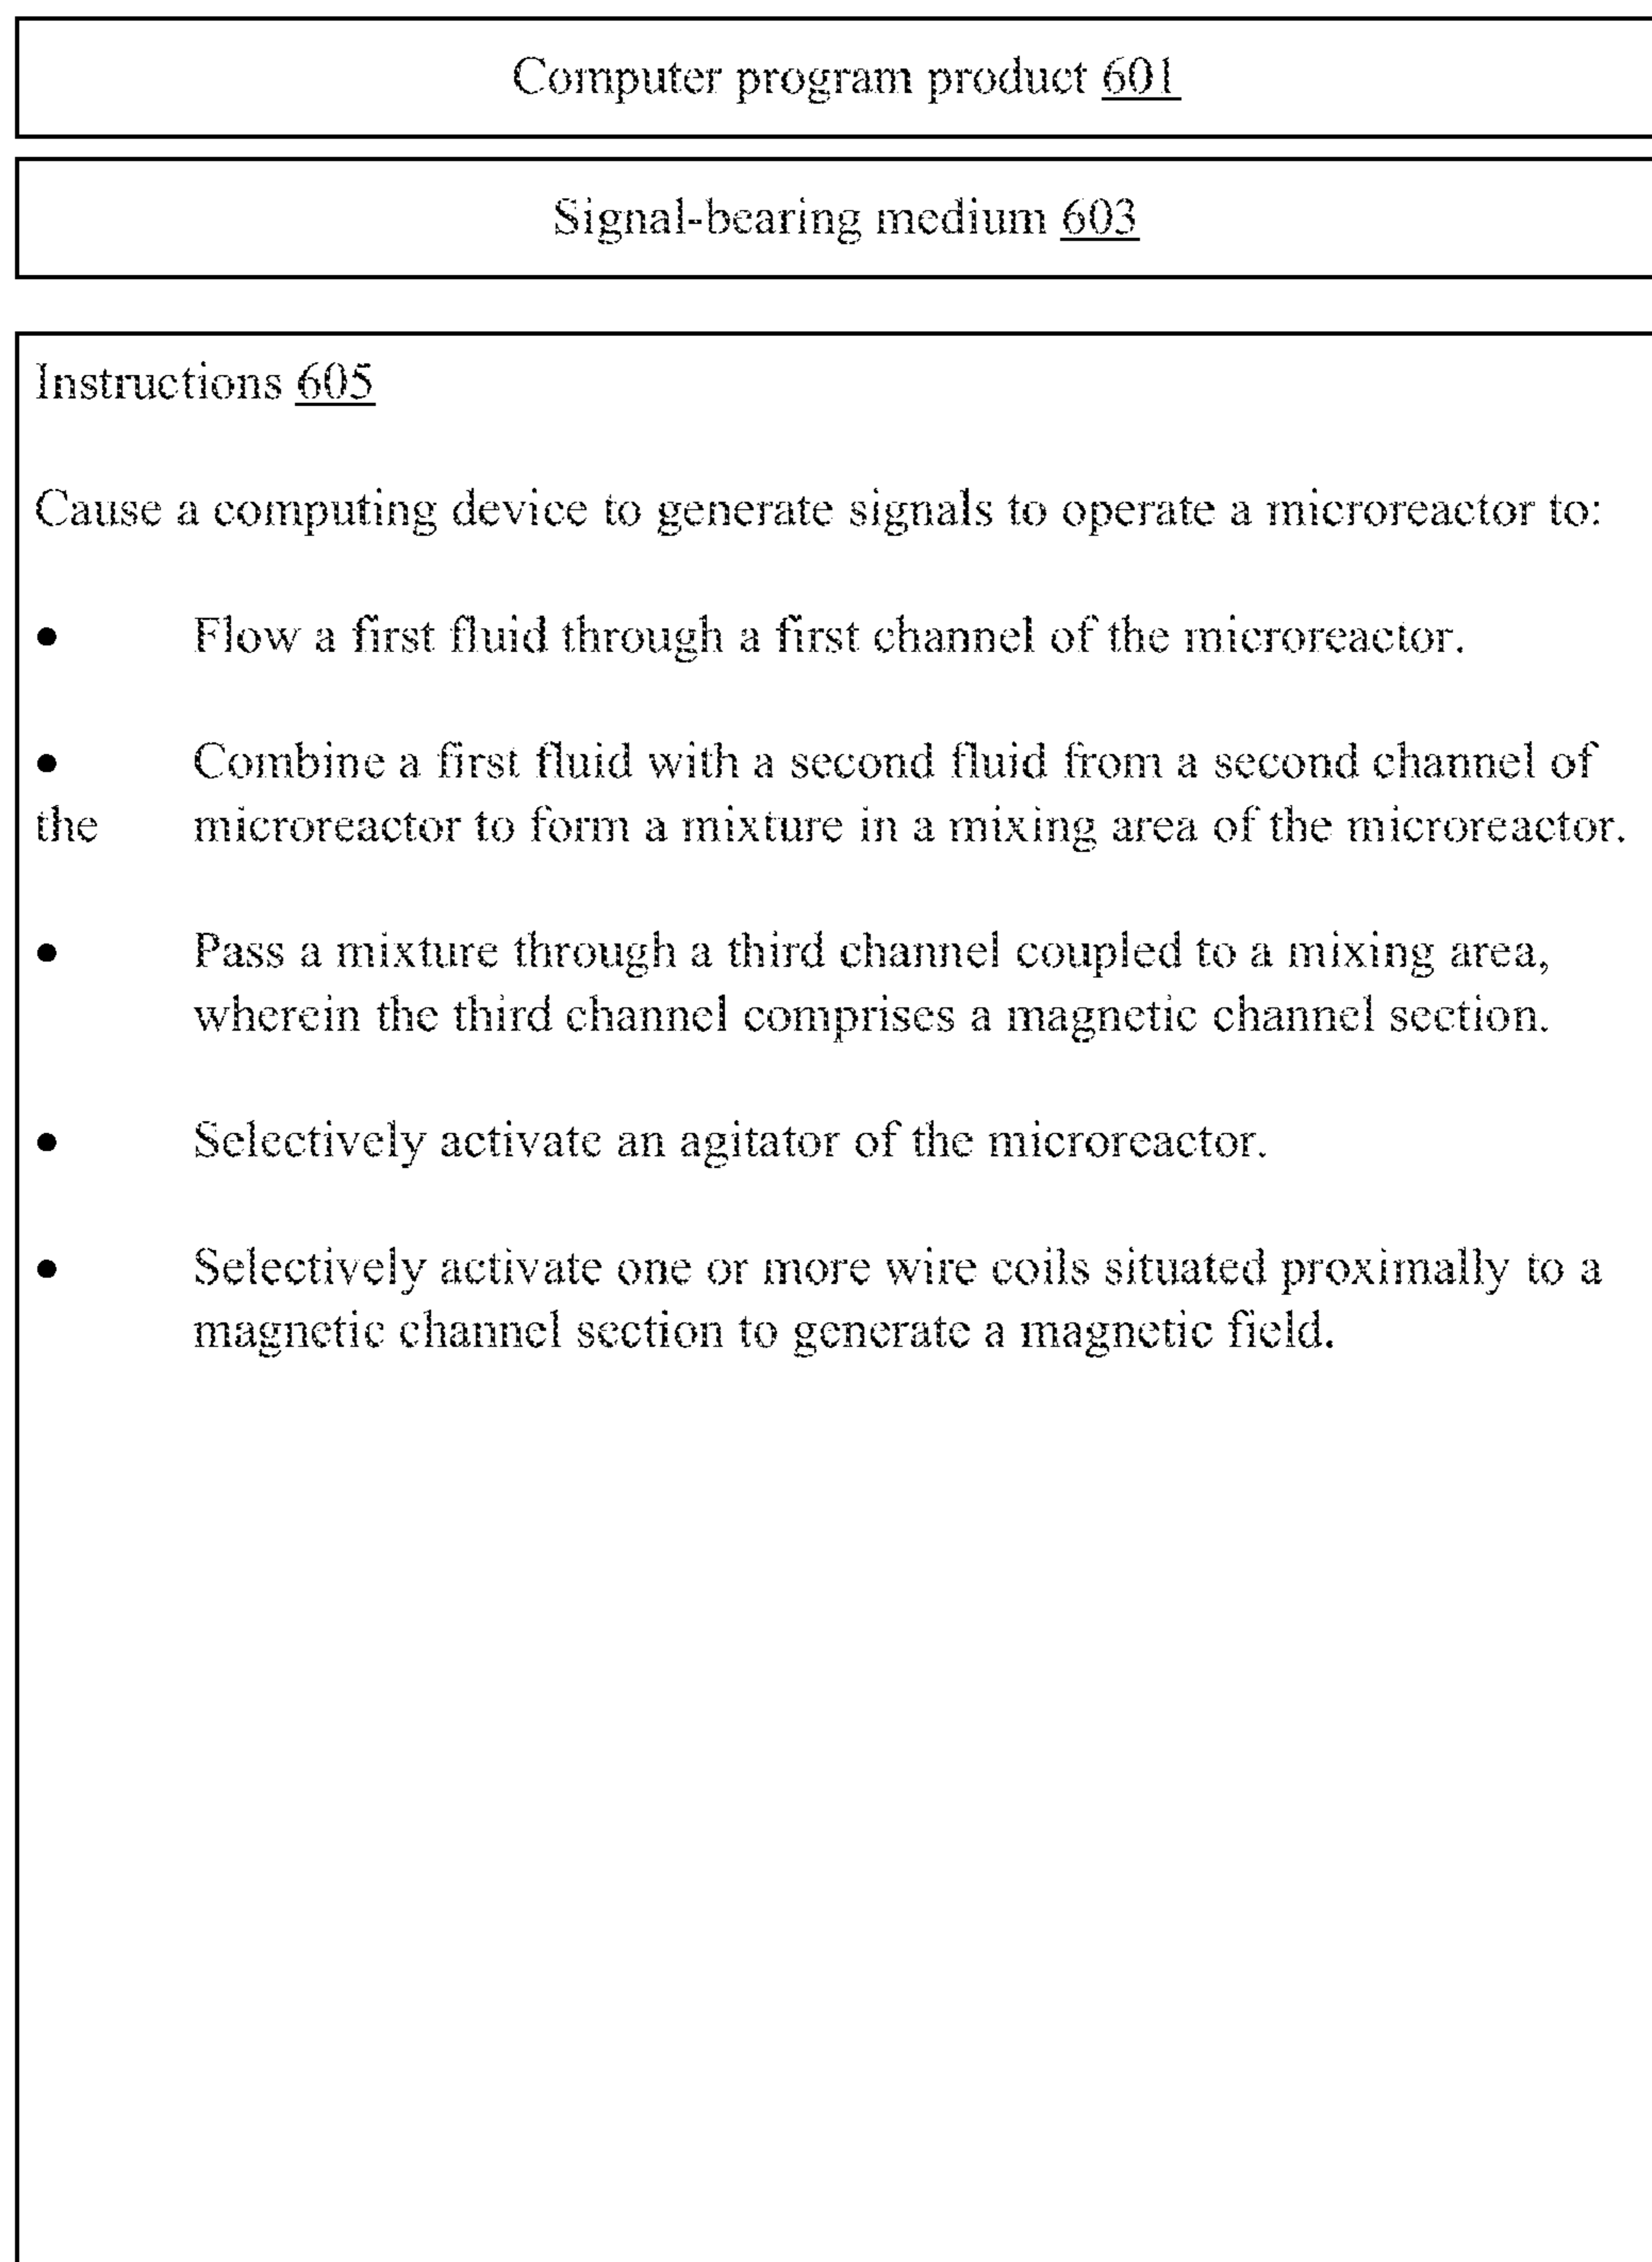 Computer program product 601
Signal-bearing medium 603
Instructions 605
Cause a computing device to generate signals to operate a microreactor to:
● Flow a first fluid through a first channel of the microreactor.
● Combine a first fluid with a second fluid from a second channel of
the microreactor to form a mixture in a mixing area of the microreactor.
● Pass a mixture through a third channel coupled to a mixing area,
wherein the third channel comprises a magnetic channel section.
● Selectively activate an agitator of the microreactor.
● Selectively activate one or more wire coils situated proximally to a
magnetic channel section to generate a magnetic field.